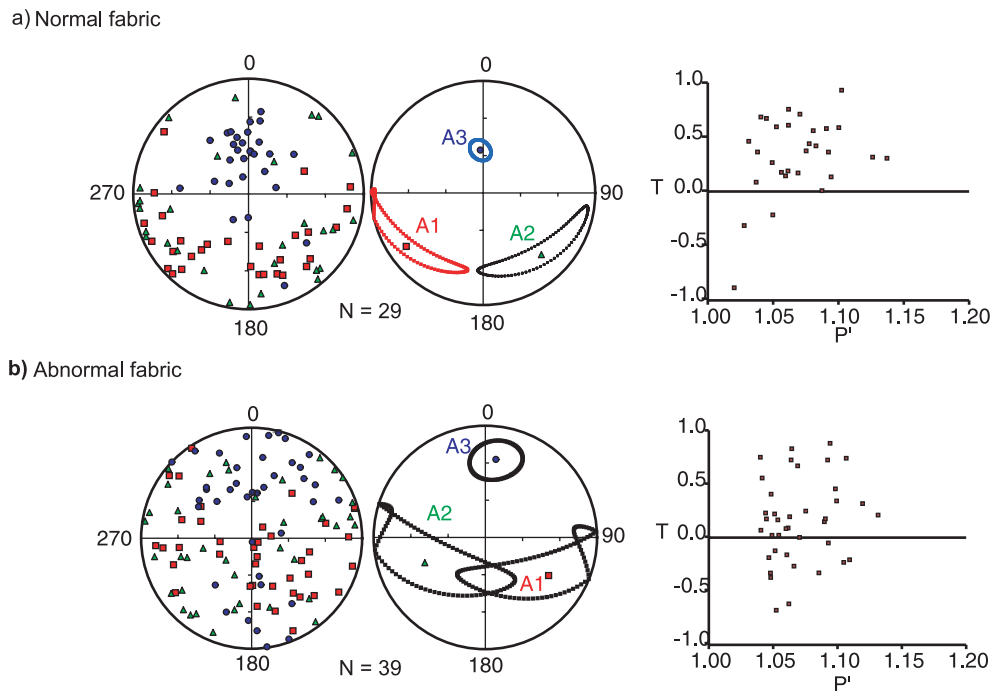 a) Normal fabric
0
270
180
N = 29
0
A3
A1
A2
90
180
1.0
0.5
T 0.0
-0.5
-1.0
1.00 1.05 1.10 1.15 1.20
P'
b) Abnormal fabric
0
270
180
N = 39
0
A3
A2
A1
90
180
1.0
0.5
T 0.0
-0.5
-1.0
1.00 1.05 1.10 1.15 1.20
P'